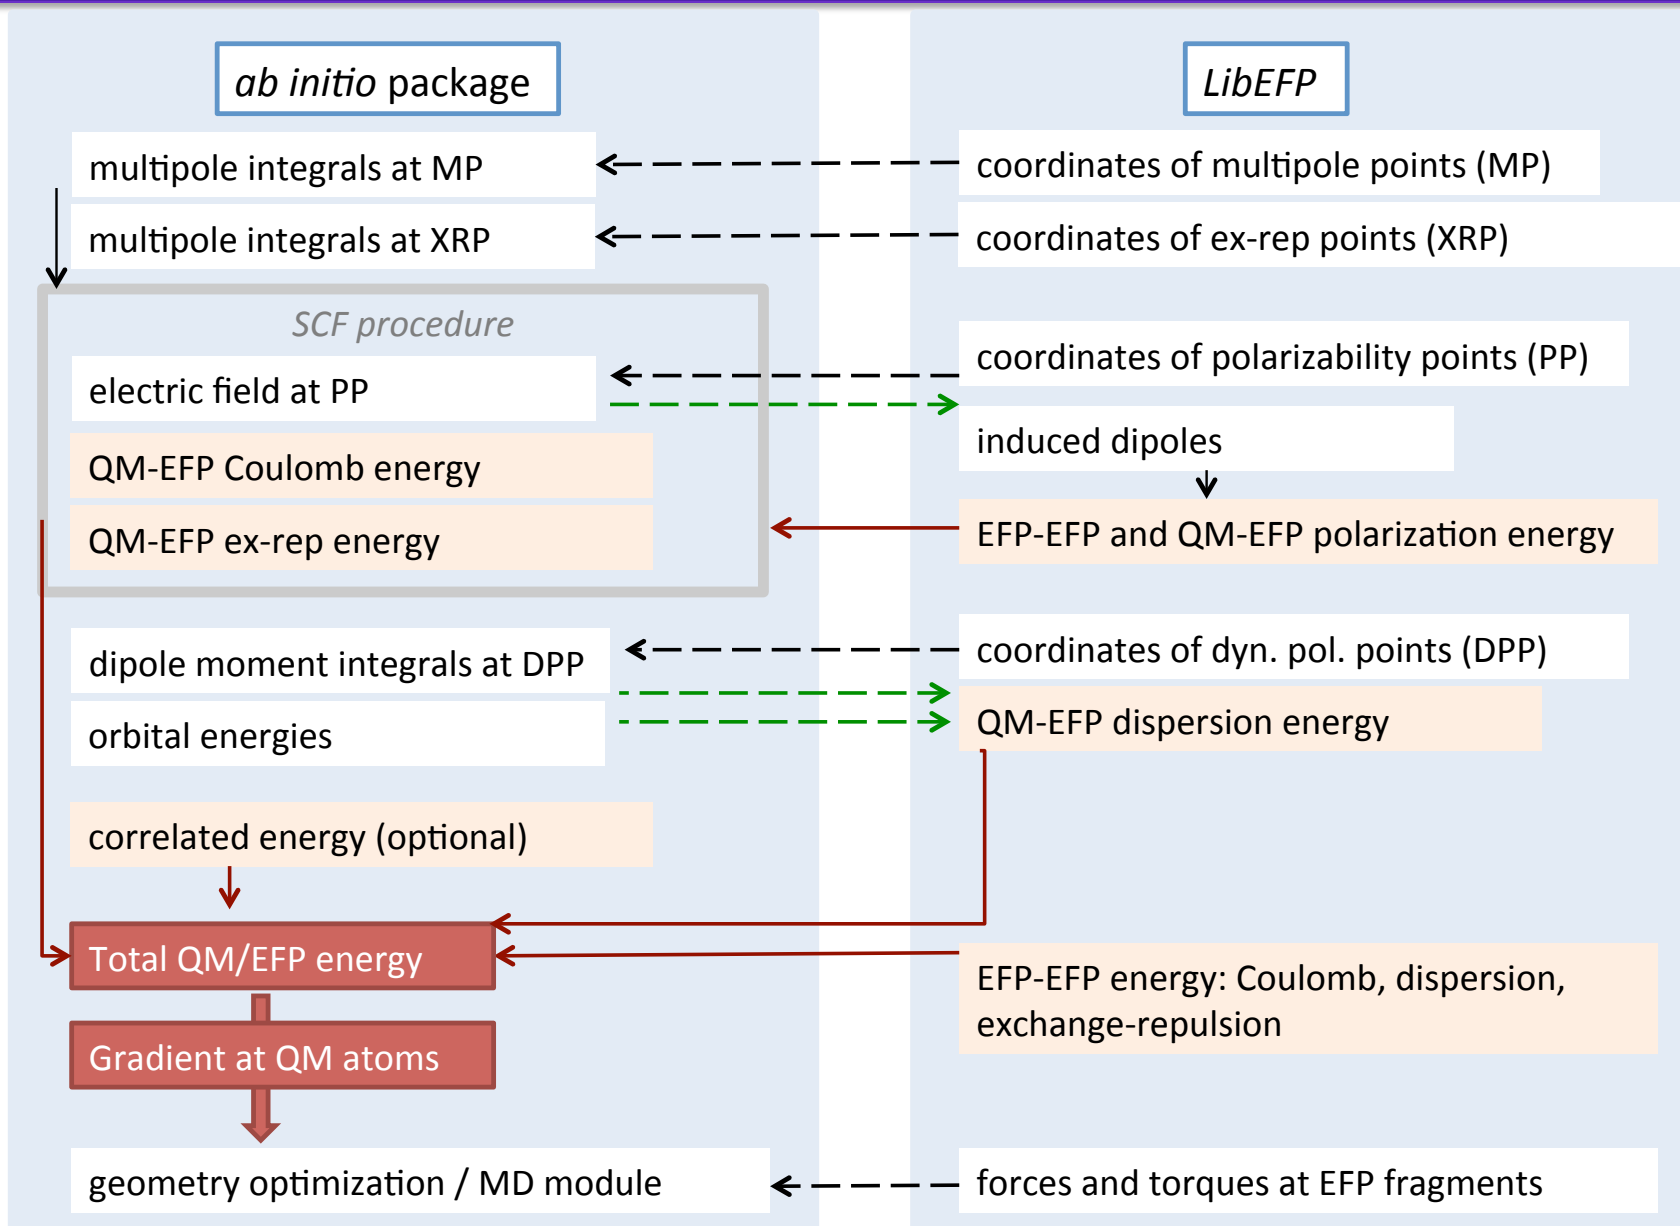 ab initio package
LibEFP
multipole integrals at MP
coordinates of multipole points (MP)
multipole integrals at XRP
coordinates of ex-rep points (XRP)
SCF procedure
coordinates of polarizability points (PP)
electric field at PP
induced dipoles
QM-EFP Coulomb energy
QM-EFP ex-rep energy
EFP-EFP and QM-EFP polarization energy
dipole moment integrals at DPP
coordinates of dyn. pol. points (DPP)
orbital energies
QM-EFP dispersion energy
correlated energy (optional)
Total QM/EFP energy
EFP-EFP energy: Coulomb, dispersion,
exchange-repulsion
Gradient at QM atoms
geometry optimization / MD module
forces and torques at EFP fragments